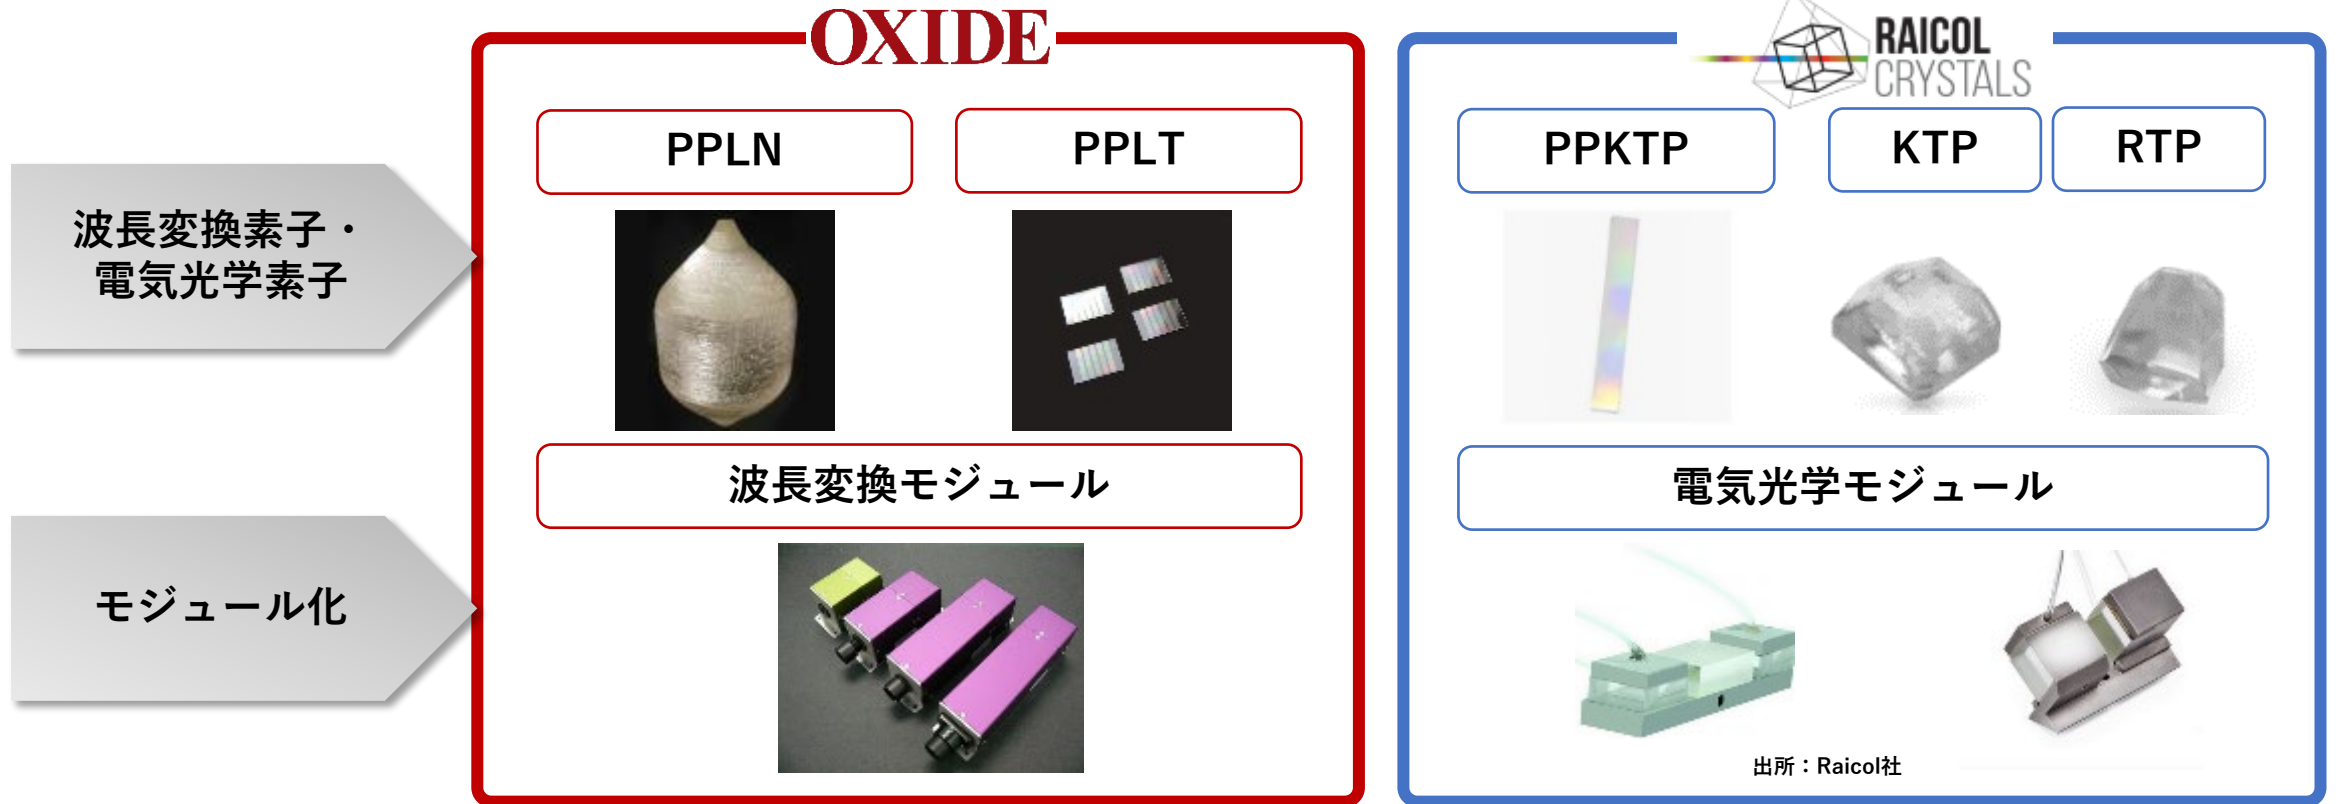 OXIDE
RAICOL
CRYSTALS
波長変換素子・
電気光学素子
PPLN
PPLT
PPKTP
KTP
RTP
モジュール化
波長変換モジュール
電気光学モジュール
出所：Raicol社